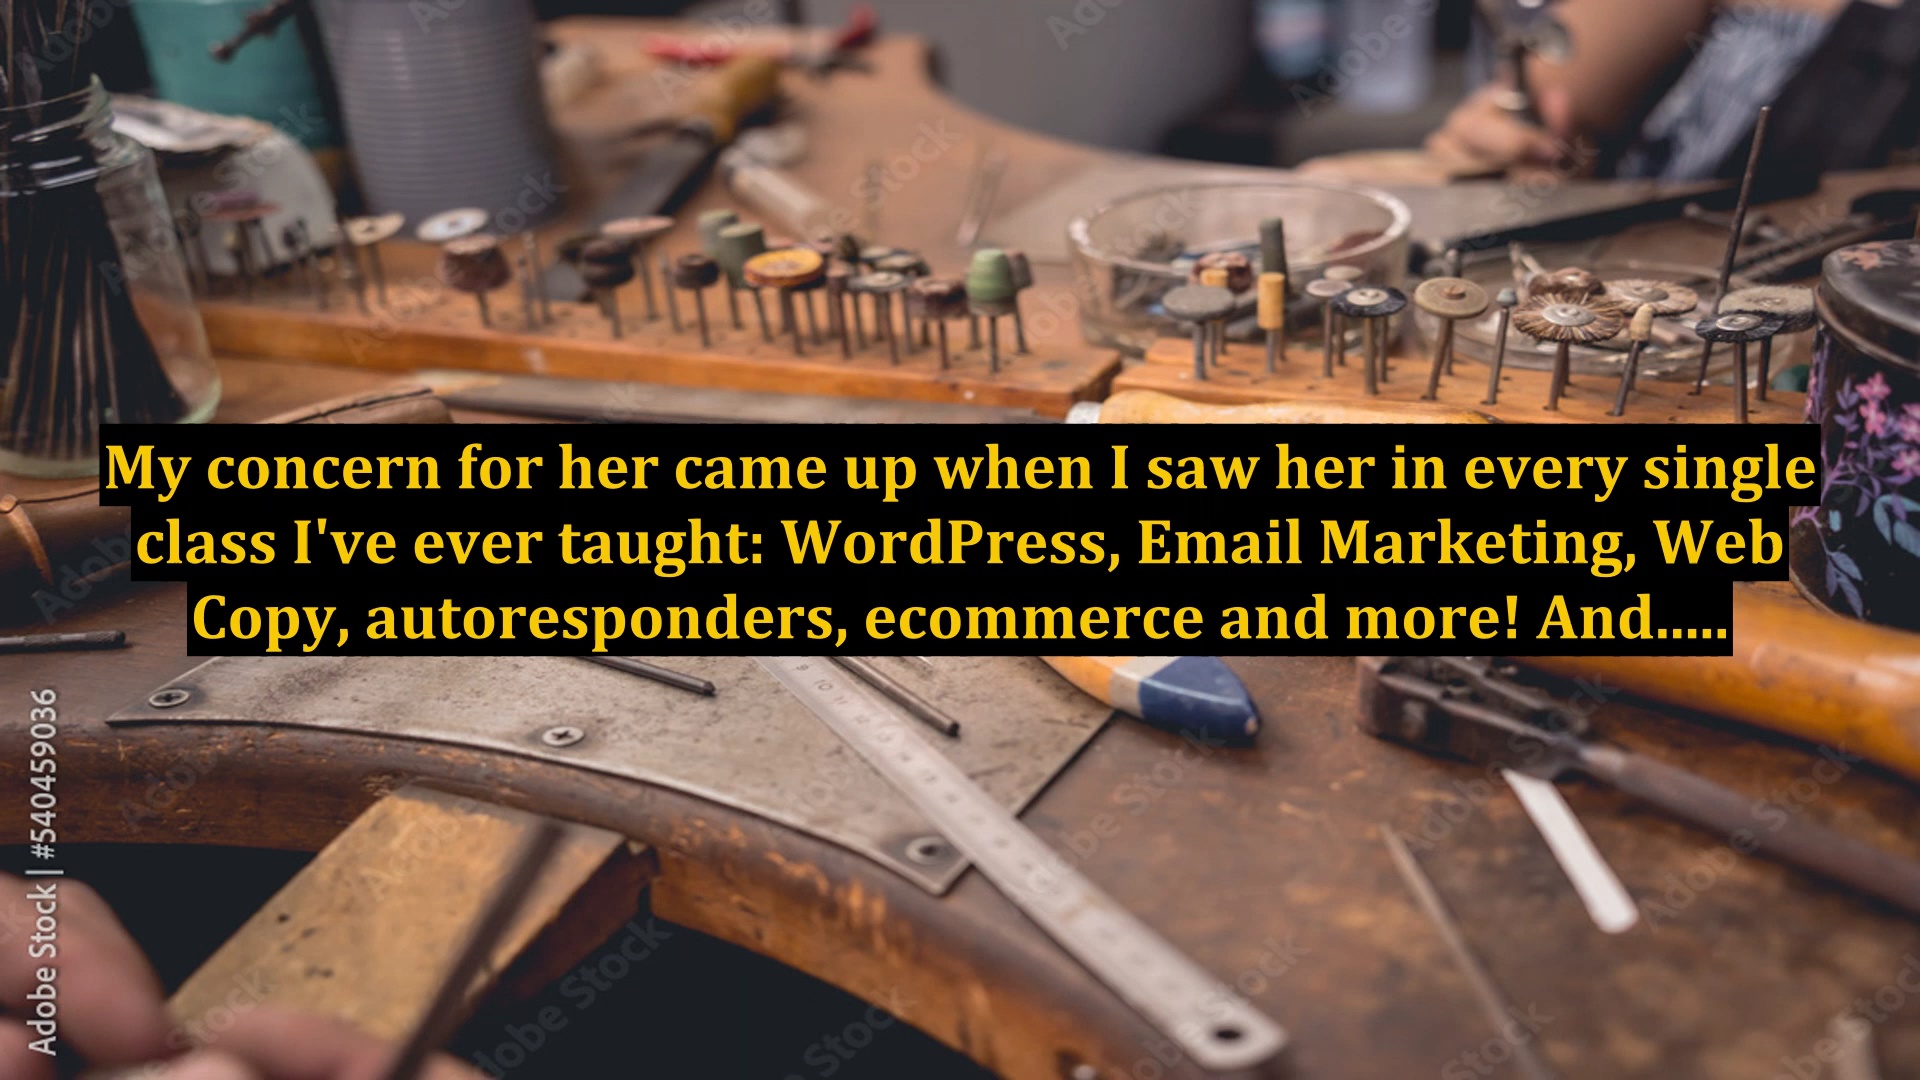 My concern for her came up when I saw her in every single
class I've ever taught: WordPress, Email Marketing, Web
Copy, autoresponders, ecommerce and more! And.....
Adobe Stock | #540459036